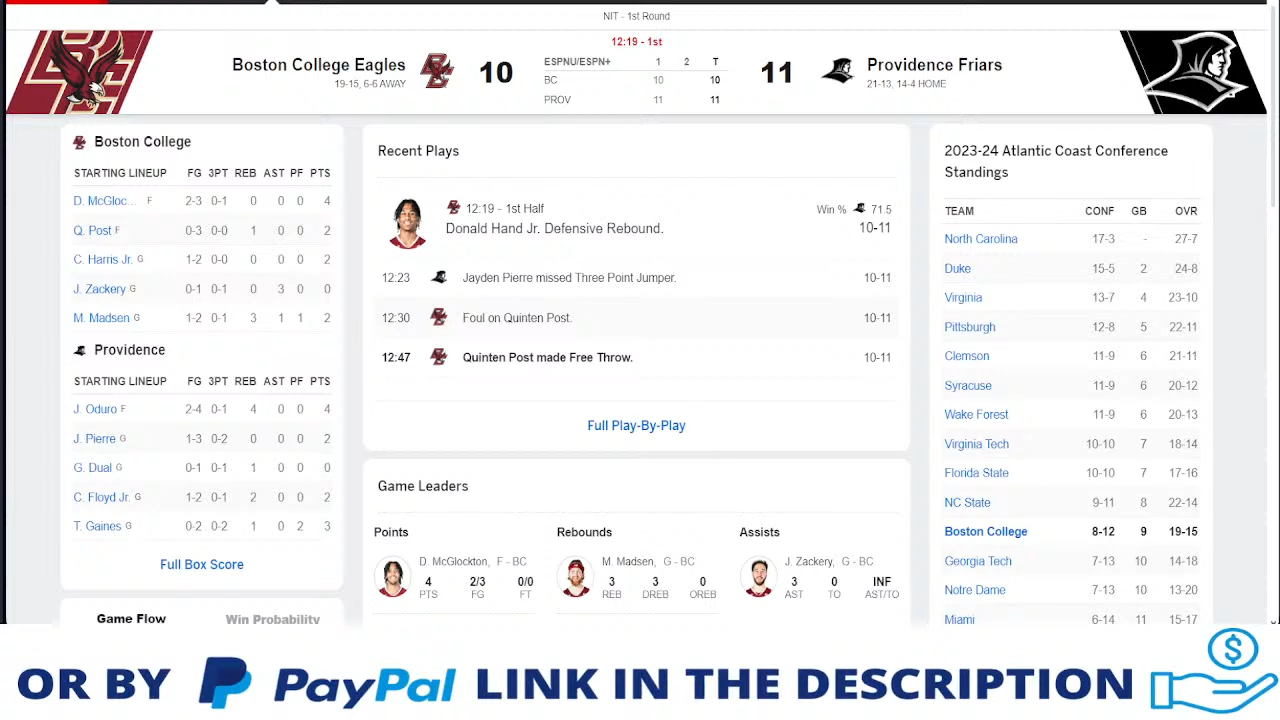 NIT - 1st Round
12:19 - 1st
Boston College Eagles
19-15, 6-6 AWAY
10
ESPNU/ESPN+ 1 2 T
BC 10 10
PROV 11 11
11
Providence Friars
21-13, 14-4 HOME
Boston College
STARTING LINEUP FG 3PT REB AST PF PTS
D. McGloc... F 2-3 0-1 0 0 0 4
Q. Post F 0-3 0-0 1 0 0 2
C. Harris Jr. G 1-2 0-0 0 0 0 2
J. Zackery G 0-1 0-1 0 3 0 0
M. Madsen G 1-2 0-1 3 1 1 2
Providence
STARTING LINEUP FG 3PT REB AST PF PTS
J. Oduro F 2-4 0-1 4 0 0 4
J. Pierre G 1-3 0-2 0 0 0 2
G. Dual G 0-1 0-1 1 0 0 0
C. Floyd Jr. G 1-2 0-1 2 0 0 2
T. Gaines G 0-2 0-2 1 0 2 3
Full Box Score
Game Flow Win Probability
Recent Plays
12:19 - 1st Half Win % 71.5
Donald Hand Jr. Defensive Rebound. 10-11
12:23 Jayden Pierre missed Three Point Jumper. 10-11
12:30 Foul on Quinten Post. 10-11
12:47 Quinten Post made Free Throw. 10-11
Full Play-By-Play
Game Leaders
Points Rebounds Assists
D. McGlockton, F - BC M. Madsen, G - BC J. Zackery, G - BC
4 2/3 0/0 3 3 0 3 0 INF
PTS FG FT REB DREB OREB AST TO AST/TO
2023-24 Atlantic Coast Conference
Standings
TEAM CONF GB OVR
North Carolina 17-3 - 27-7
Duke 15-5 2 24-8
Virginia 13-7 4 23-10
Pittsburgh 12-8 5 22-11
Clemson 11-9 6 21-11
Syracuse 11-9 6 20-12
Wake Forest 11-9 6 20-13
Virginia Tech 10-10 7 18-14
Florida State 10-10 7 17-16
NC State 9-11 8 22-14
Boston College 8-12 9 19-15
Georgia Tech 7-13 10 14-18
Notre Dame 7-13 10 13-20
Miami 6-14 11 15-17
OR BY PayPal LINK IN THE DESCRIPTION